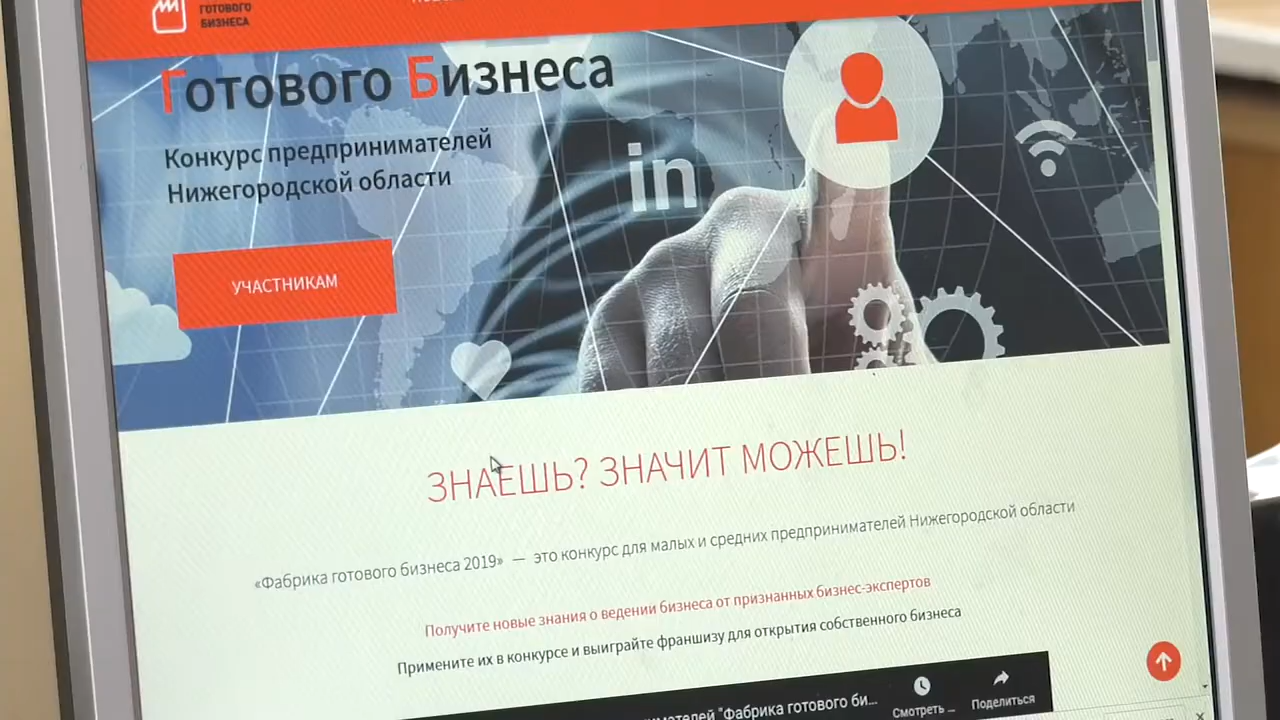 ГОТОВОГО
БИЗНЕСА
Готового Бизнеса
Конкурс предпринимателей
Нижегородской области
in
УЧАСТНИКАМ
ЗНАЕШЬ? ЗНАЧИТ МОЖЕШЬ!
«Фабрика готового бизнеса 2019» — это конкурс для малых и средних предпринимателей Нижегородской области
Получите новые знания о ведении бизнеса от признанных бизнес-экспертов
Примените их в конкурсе и выиграйте франшизу для открытия собственного бизнеса
"Фабрика готового би...
Смотреть ...
Поделиться